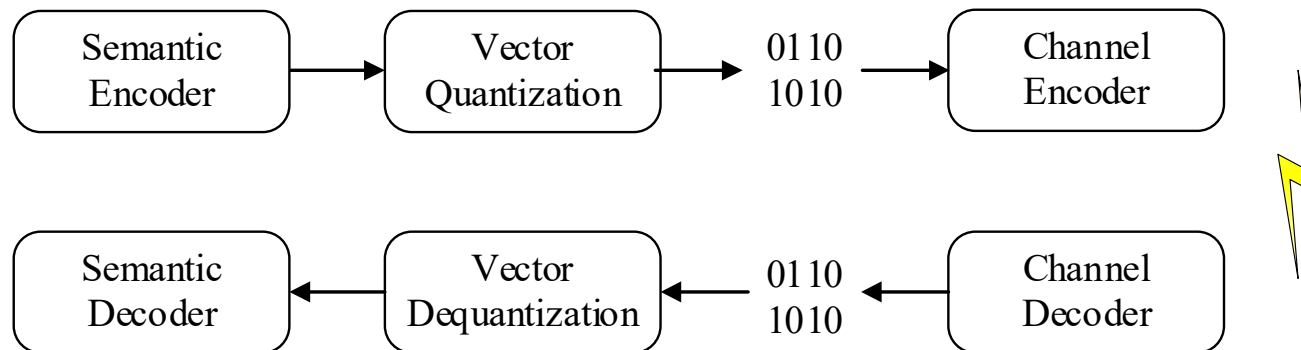 Semantic
Encoder
Vector
Quantization
0110
1010
Channel
Encoder
Semantic
Decoder
Vector
Dequantization
0110
1010
Channel
Decoder